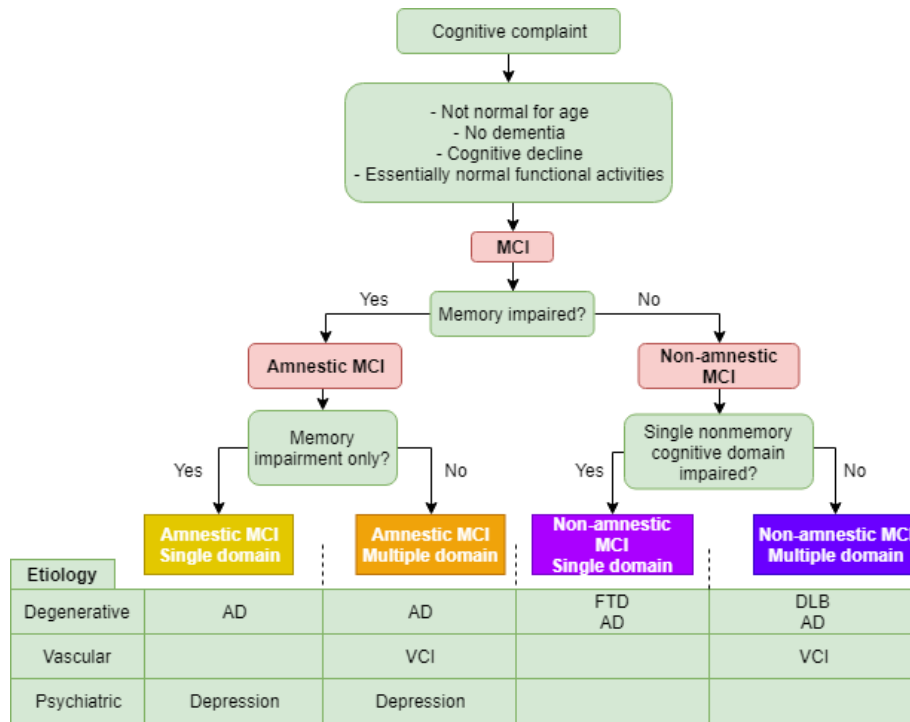 Cognitive complaint
- Not normal for age
- No dementia
- Cognitive decline
- Essentially normal functional activities
MCI
Yes
Memory impaired?
No
Amnestic MCI
Non-amnestic
MCI
Memory
impairment only?
Yes
No
Single nonmemory
cognitive domain
impaired?
Yes
No
Amnestic MCI
Single domain
Amnestic MCI
Multiple domain
Non-amnestic
MCI
Single domain
Non-amnestic MCI
Multiple domain
Etiology
Degenerative
AD
AD
FTD
AD
DLB
AD
Vascular
VCI
VCI
Psychiatric
Depression
Depression